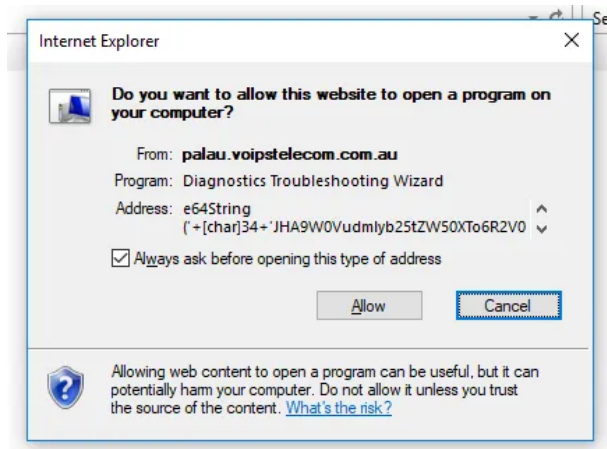 Se
Internet Explorer
Do you want to allow this website to open a program on
your computer?
From: palau.voipstelecom.com.au
Program: Diagnostics Troubleshooting Wizard
Address: e64String
('+[char]34+'JHA9W0Vudmlyb25tZW50XTo6R2V0
Always ask before opening this type of address
Allow Cancel
Allowing web content to open a program can be useful, but it can
potentially harm your computer. Do not allow it unless you trust
the source of the content. What's the risk?